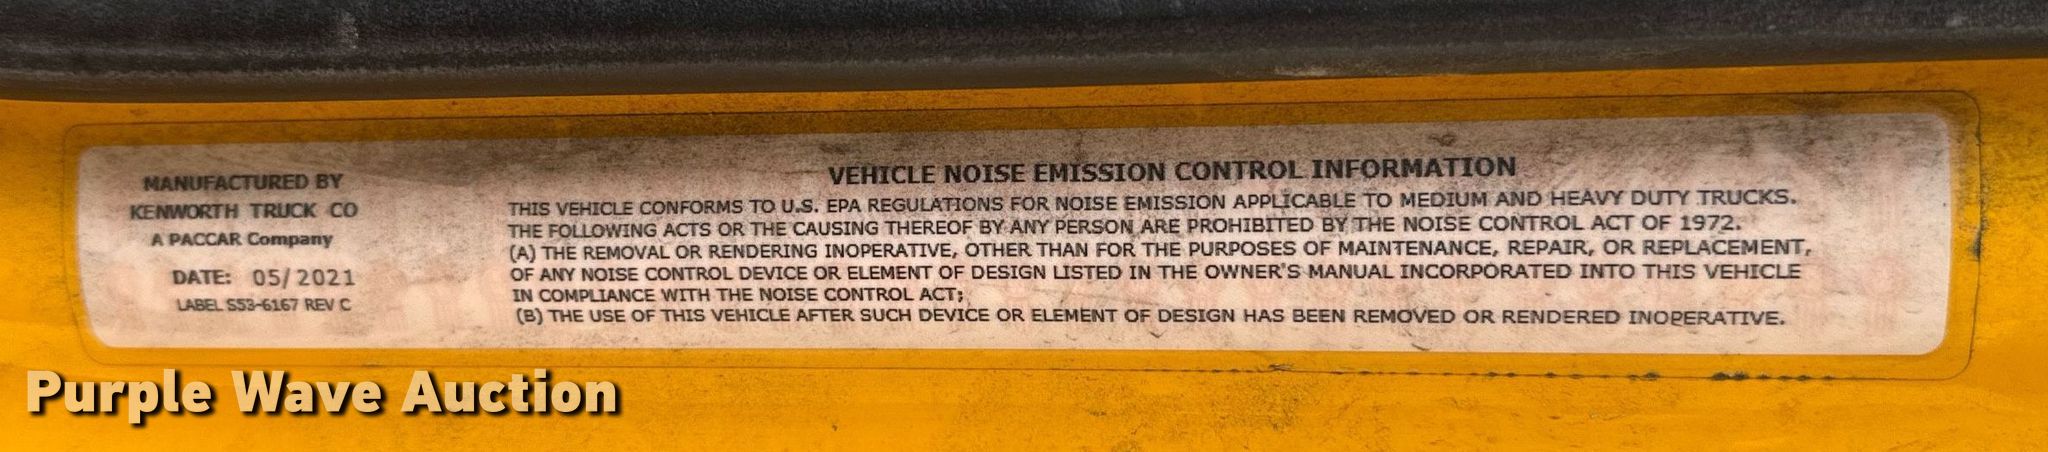 MANUFACTURED BY
KENWORTH TRUCK CO
A PACCAR Company
DATE: 05/2021
LABEL S53-6167 REV C
VEHICLE NOISE EMISSION CONTROL INFORMATION
THIS VEHICLE CONFORMS TO U.S. EPA REGULATIONS FOR NOISE EMISSION APPLICABLE TO MEDIUM AND HEAVY DUTY TRUCKS.
THE FOLLOWING ACTS OR THE CAUSING THEREOF BY ANY PERSON ARE PROHIBITED BY THE NOISE CONTROL ACT OF 1972.
(A) THE REMOVAL OR RENDERING INOPERATIVE, OTHER THAN FOR THE PURPOSES OF MAINTENANCE, REPAIR, OR REPLACEMENT,
OF ANY NOISE CONTROL DEVICE OR ELEMENT OF DESIGN LISTED IN THE OWNER'S MANUAL INCORPORATED INTO THIS VEHICLE
IN COMPLIANCE WITH THE NOISE CONTROL ACT;
(B) THE USE OF THIS VEHICLE AFTER SUCH DEVICE OR ELEMENT OF DESIGN HAS BEEN REMOVED OR RENDERED INOPERATIVE.
Purple Wave Auction